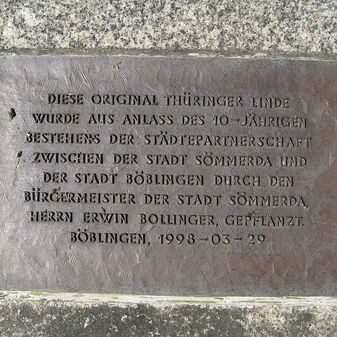 DIESE ORIGINAL THÜRINGER LINDE
WURDE AUS ANLASS DES 10-JÄHRIGEN
BESTEHENS DER STÄDTEPARTNERSCHAFT
ZWISCHEN DER STADT SÖMMERDA UND
DER STADT BÖBLINGEN DURCH DEN
BÜRGERMEISTER DER STADT SÖMMERDA,
HERRN ERWIN BOLLINGER, GEPFLANZT.
BÖBLINGEN, 1998-03-29